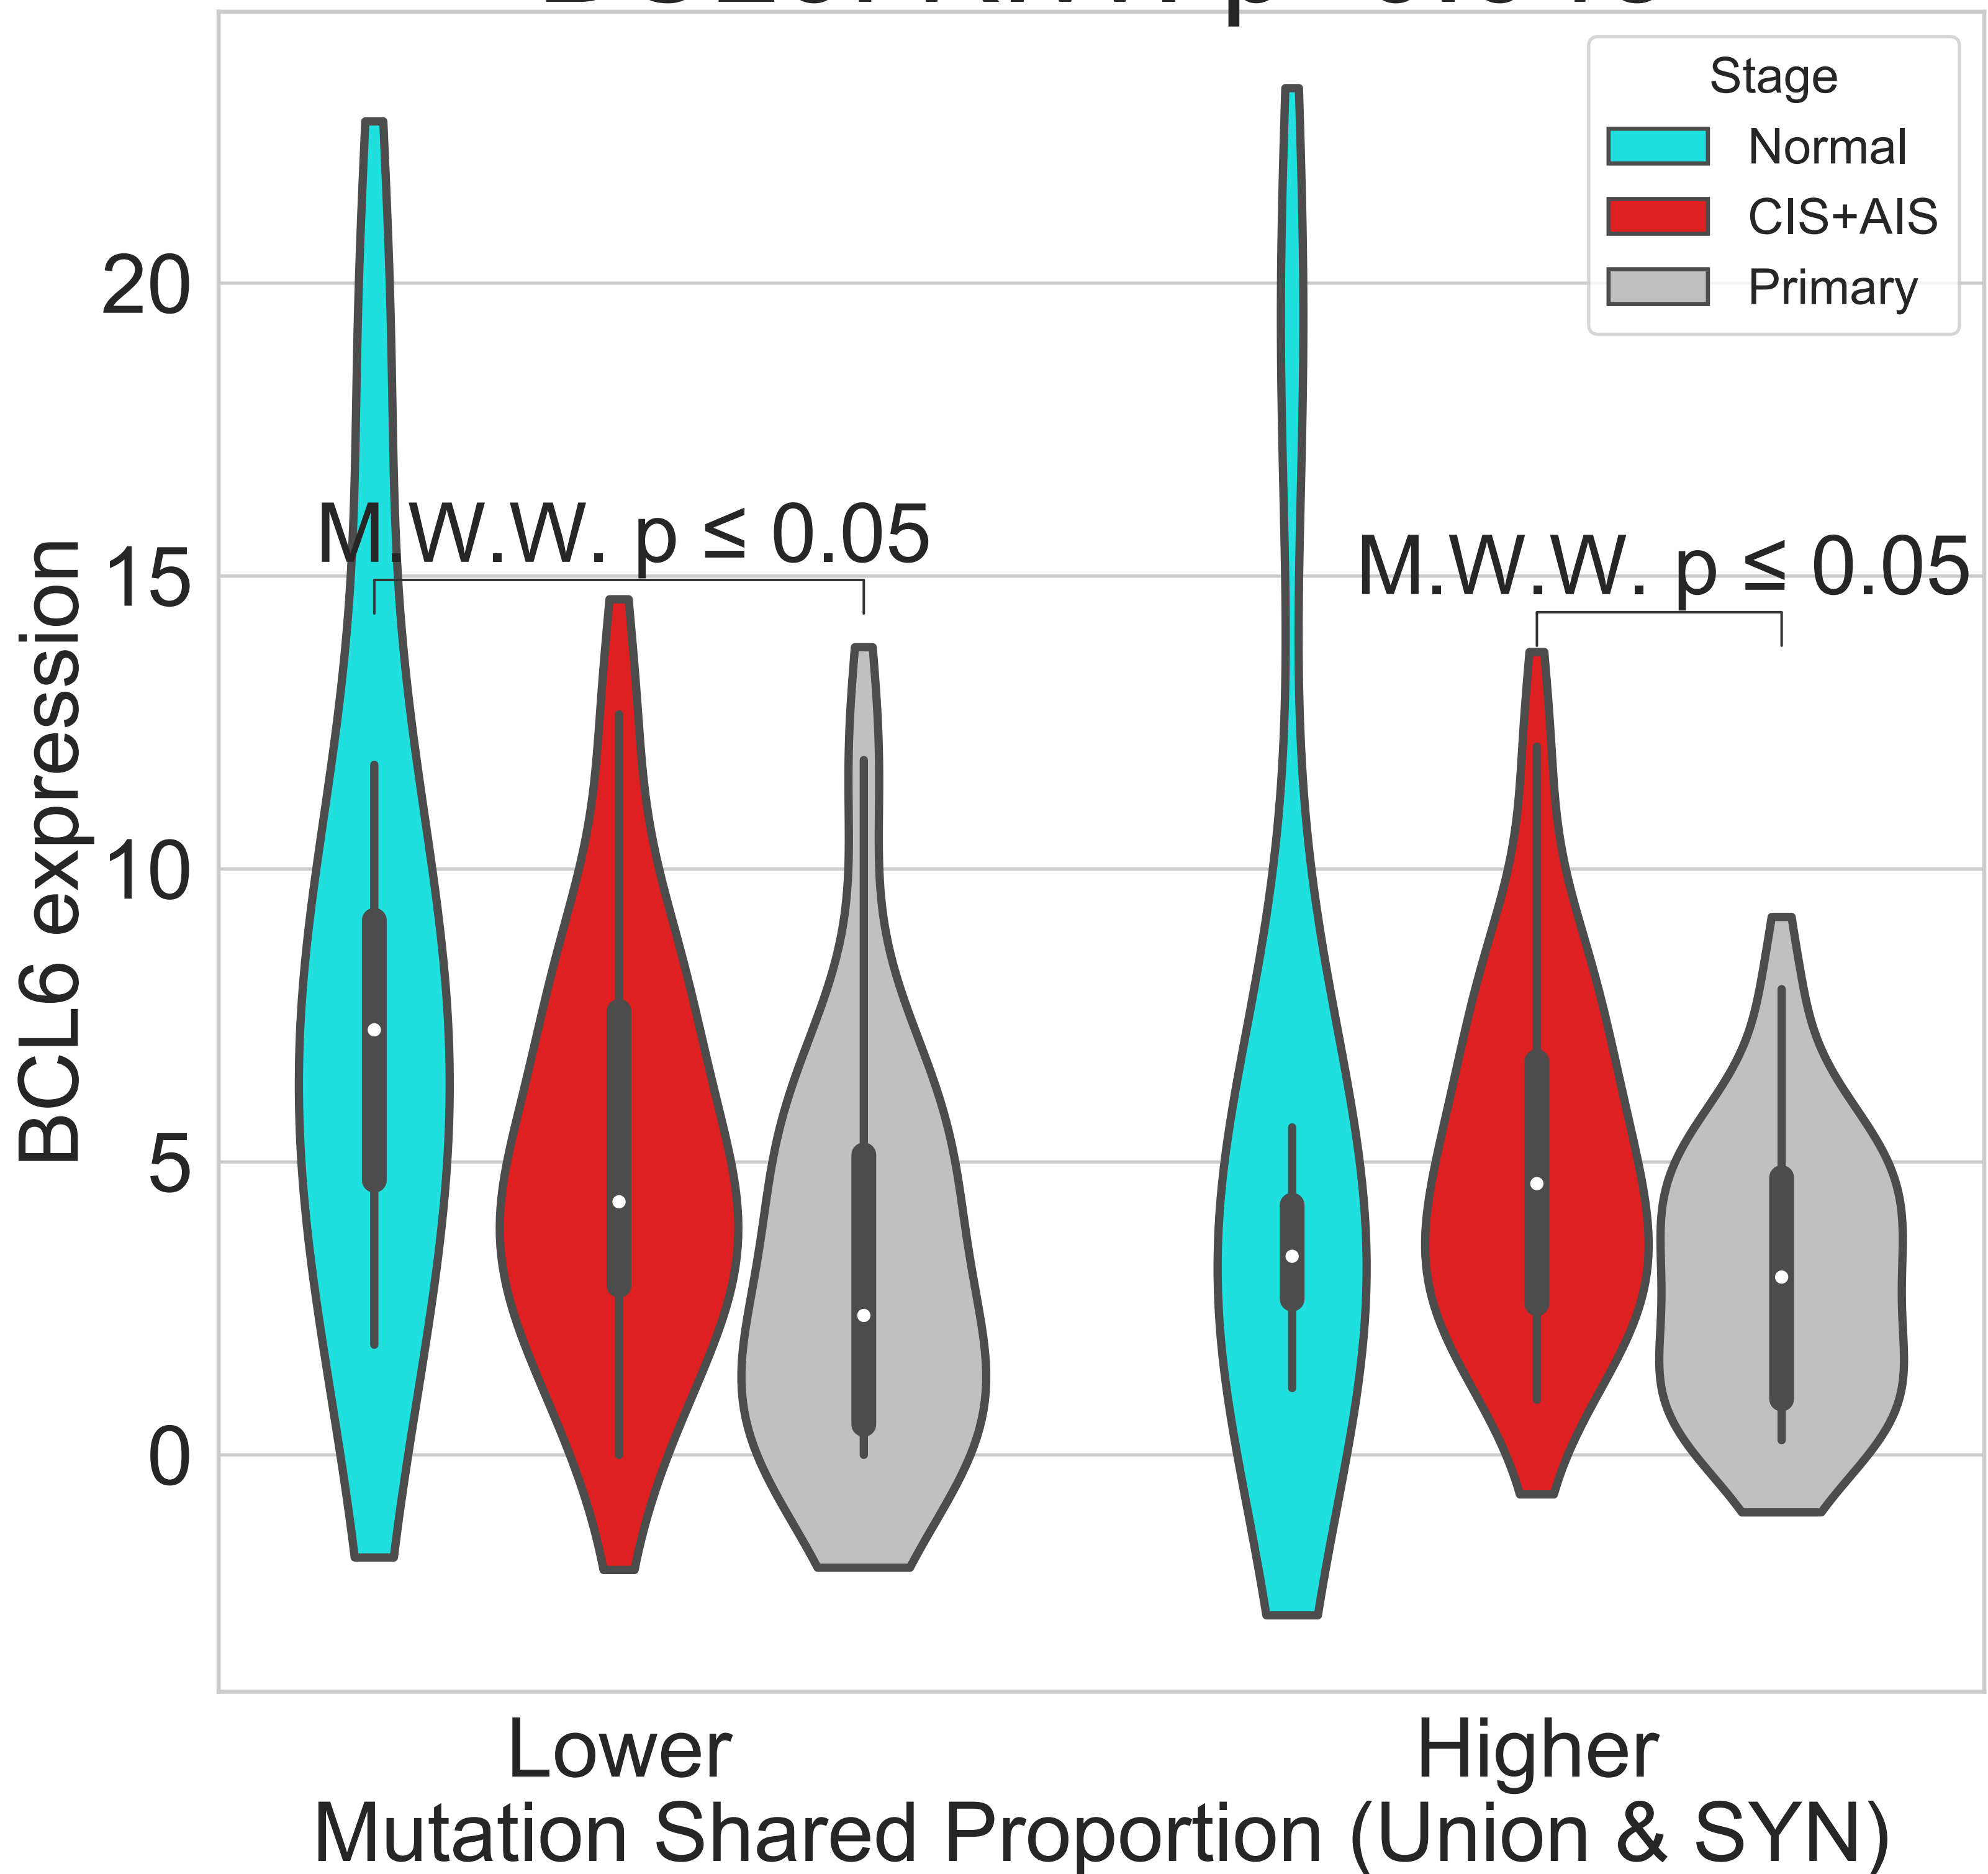 Stage
Normal
CIS+AIS
Primary
20
15
10
5
0
BCL6 expression
M.W.W. p ≤ 0.05
M.W.W. p ≤ 0.05
Lower
Higher
Mutation Shared Proportion (Union & SYN)